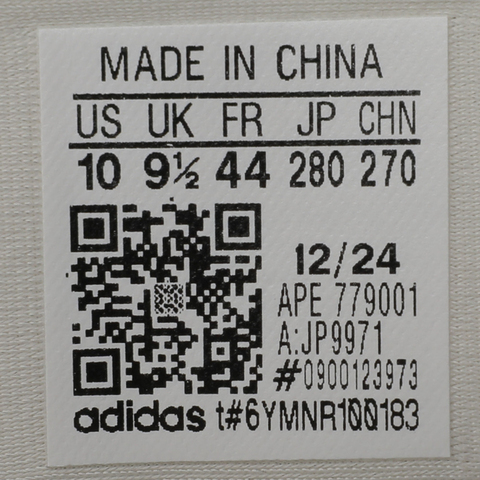 MADE IN CHINA
US UK FR JP CHN
10 9½ 44 280 270
12/24
APE 779001
A:JP9971
#0900123973
adidas t#6YMNR100183